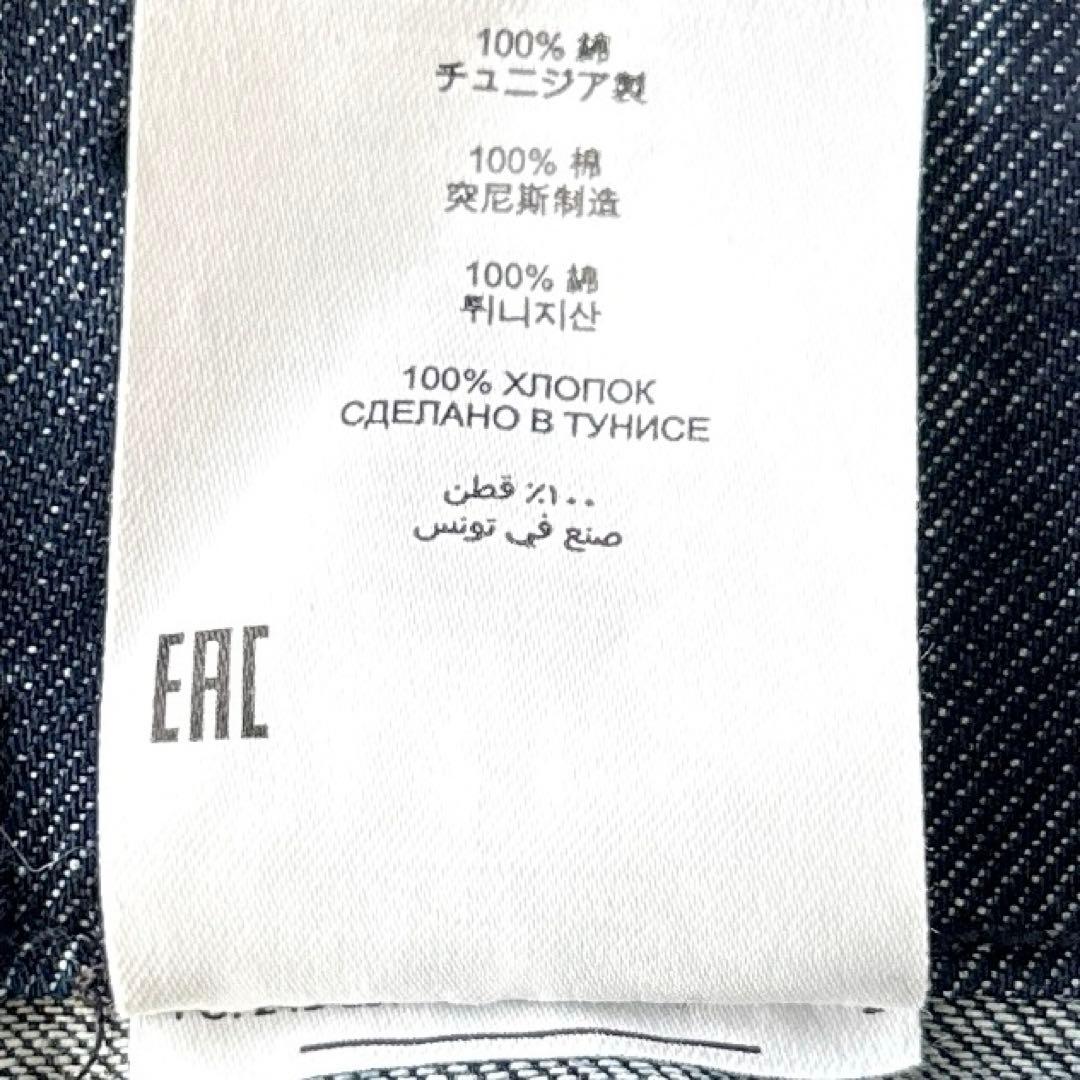 100% 綿
チュニジア製
100% 棉
突尼斯制造
100% 綿
튀니지산
100% ХЛОПОК
СДЕЛАНО В ТУНИСЕ
١٠٠٪ قطن
صنع في تونس
EAC